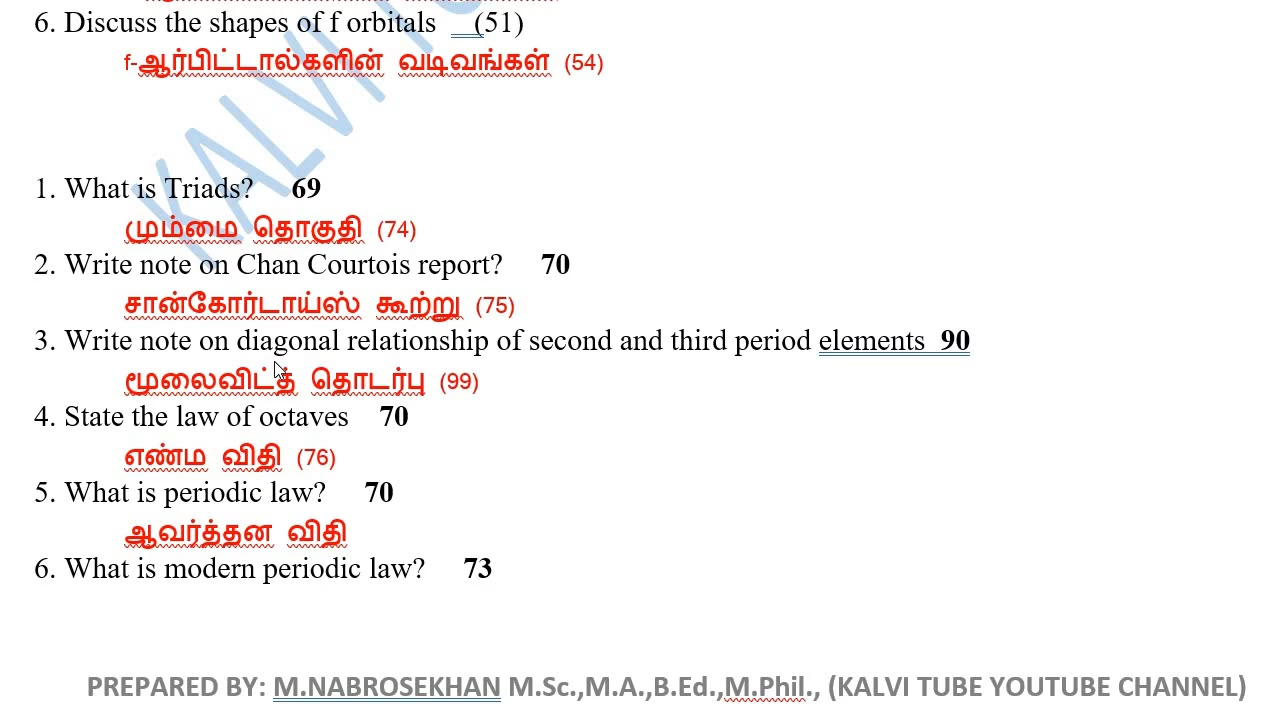 6. Discuss the shapes of f orbitals (51)
f-ஆர்பிட்டால்களின் வடிவங்கள் (54)
KALVI
1. What is Triads? 69
மும்மை தொகுதி (74)
2. Write note on Chan Courtois report? 70
சான்கோர்டாய்ஸ் கூற்று (75)
3. Write note on diagonal relationship of second and third period elements 90
மூலைவிட்த் தொடர்பு (99)
4. State the law of octaves 70
எண்ம விதி (76)
5. What is periodic law? 70
ஆவர்த்தன விதி
6. What is modern periodic law? 73
PREPARED BY: M.NABROSEKHAN M.Sc.,M.A.,B.Ed.,M.Phil., (KALVI TUBE YOUTUBE CHANNEL)